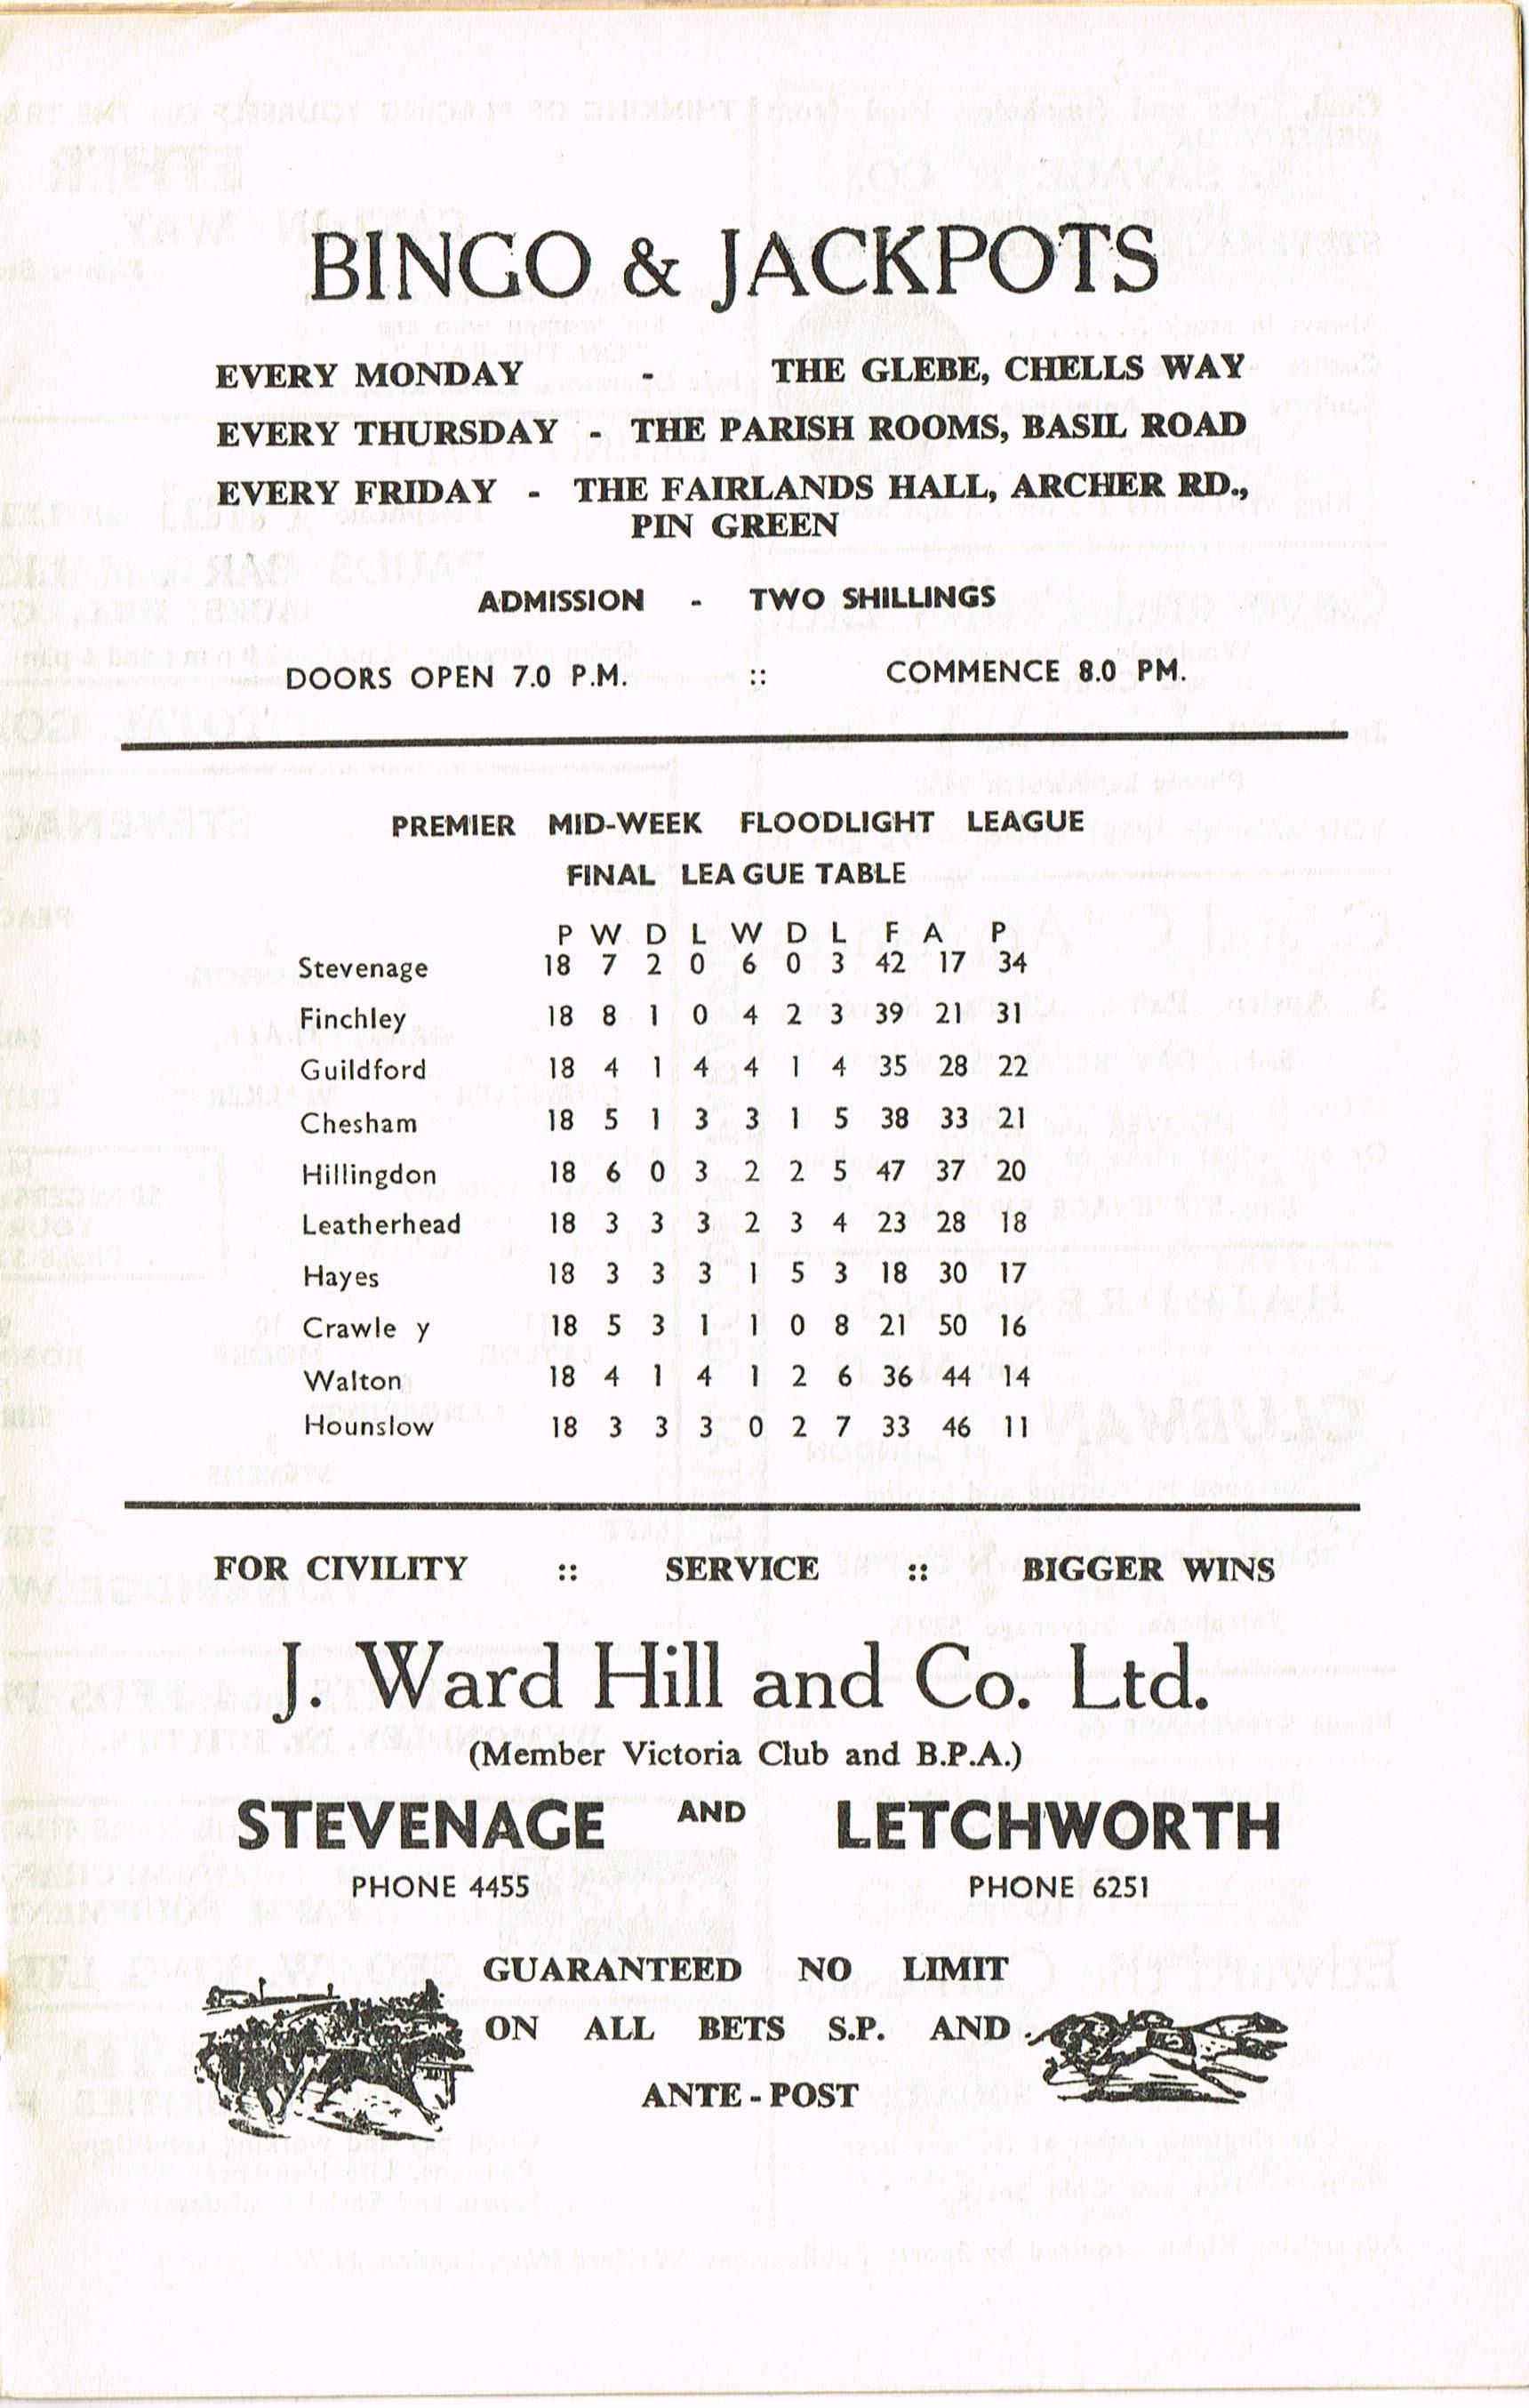 BINGO & JACKPOTS
EVERY MONDAY - THE GLEBE, CHELLS WAY
EVERY THURSDAY - THE PARISH ROOMS, BASIL ROAD
EVERY FRIDAY - THE FAIRLANDS HALL, ARCHER RD.,
PIN GREEN
ADMISSION - TWO SHILLINGS
DOORS OPEN 7.0 P.M. :: COMMENCE 8.0 PM.
PREMIER MID-WEEK FLOODLIGHT LEAGUE
FINAL LEA GUE TABLE
P W D L W D L F A P
Stevenage 18 7 2 0 6 0 3 42 17 34
Finchley 18 8 1 0 4 2 3 39 21 31
Guildford 18 4 1 4 4 1 4 35 28 22
Chesham 18 5 1 3 3 1 5 38 33 21
Hillingdon 18 6 0 3 2 2 5 47 37 20
Leatherhead 18 3 3 3 2 3 4 23 28 18
Hayes 18 3 3 3 1 5 3 18 30 17
Crawle y 18 5 3 1 1 0 8 21 50 16
Walton 18 4 1 4 1 2 6 36 44 14
Hounslow 18 3 3 3 0 2 7 33 46 11
FOR CIVILITY :: SERVICE :: BIGGER WINS
J. Ward Hill and Co. Ltd.
(Member Victoria Club and B.P.A.)
STEVENAGE AND LETCHWORTH
PHONE 4455 PHONE 6251
GUARANTEED NO LIMIT
ON ALL BETS S.P. AND
ANTE - POST